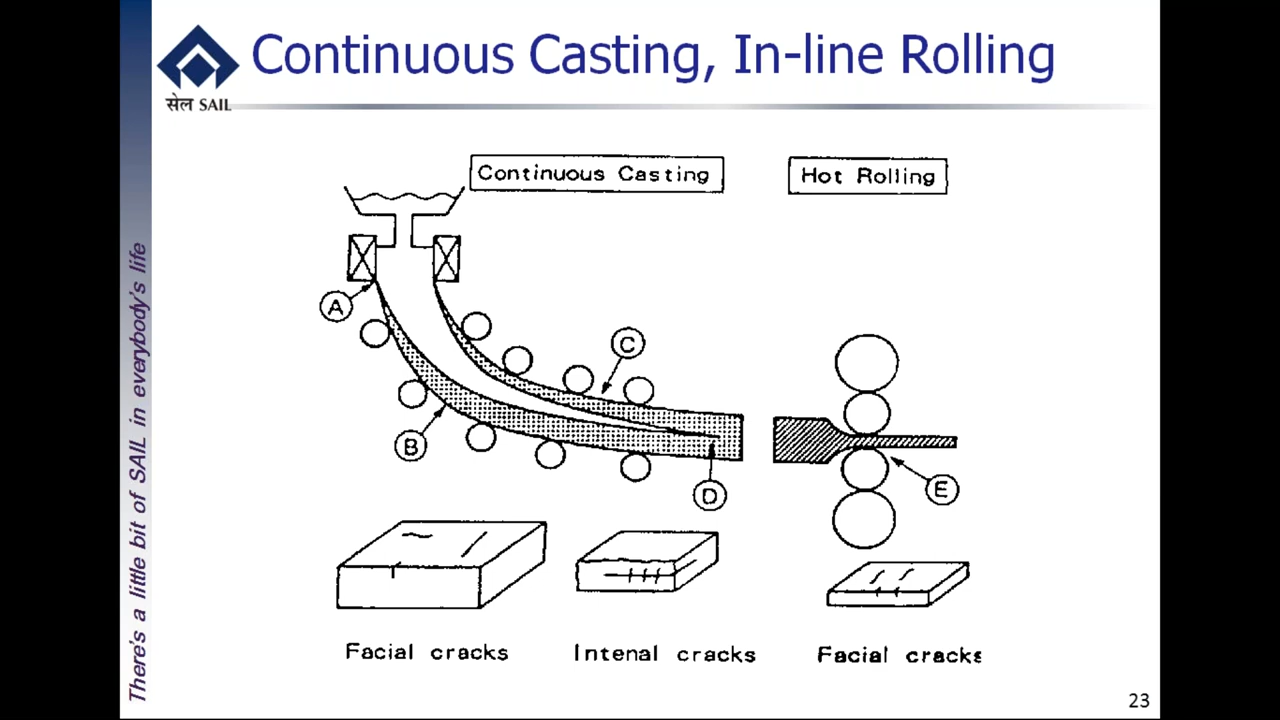 Continuous Casting, In-line Rolling
सेल SAIL
There's a little bit of SAIL in everybody's life
Continuous Casting
Hot Rolling
A
B
C
D
E
Facial cracks
Intenal cracks
Facial cracks
23